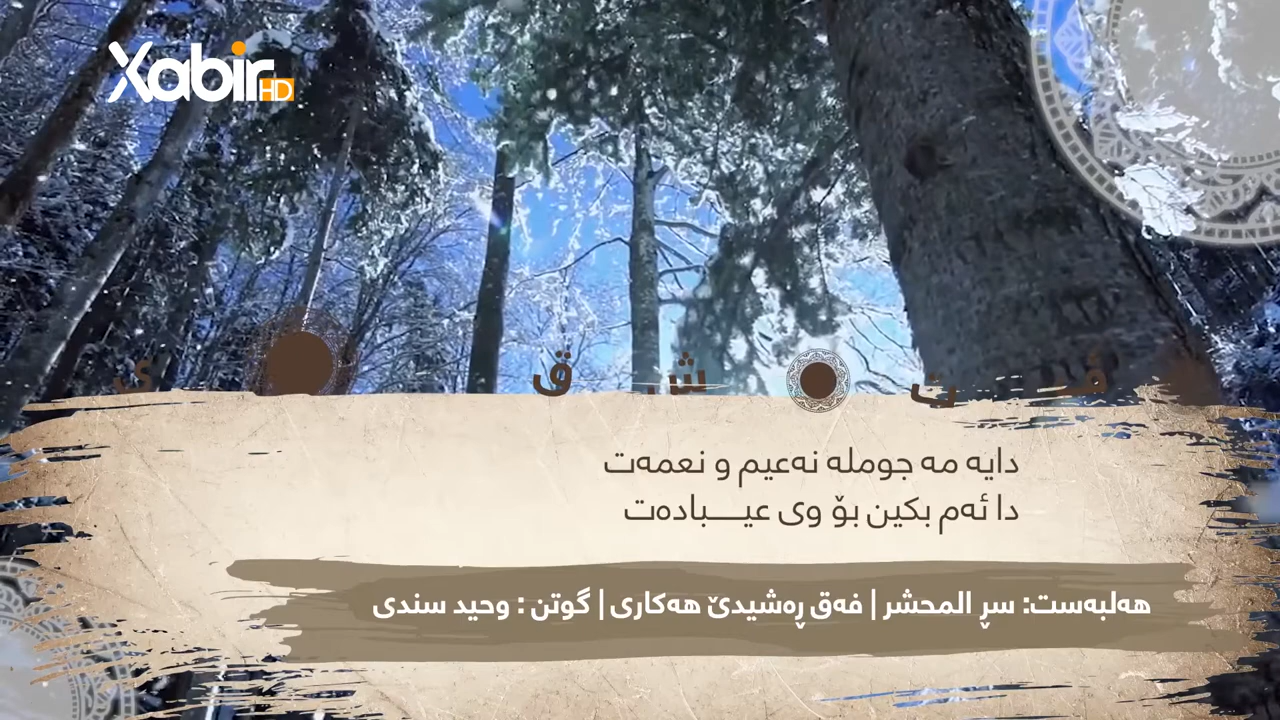 Xabir HD
دایە مە جوملە نەعیم و نعمەت
دا ئەم بکین بۆ وی عیـــبادەت
هەلبەست: سڕ المحشر | فەق ڕەشیدێ هەکاری | گوتن : وحید سندی